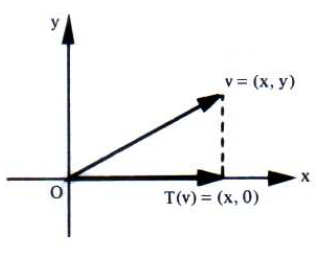 y
v = (x, y)
x
O
T(v) = (x, 0)